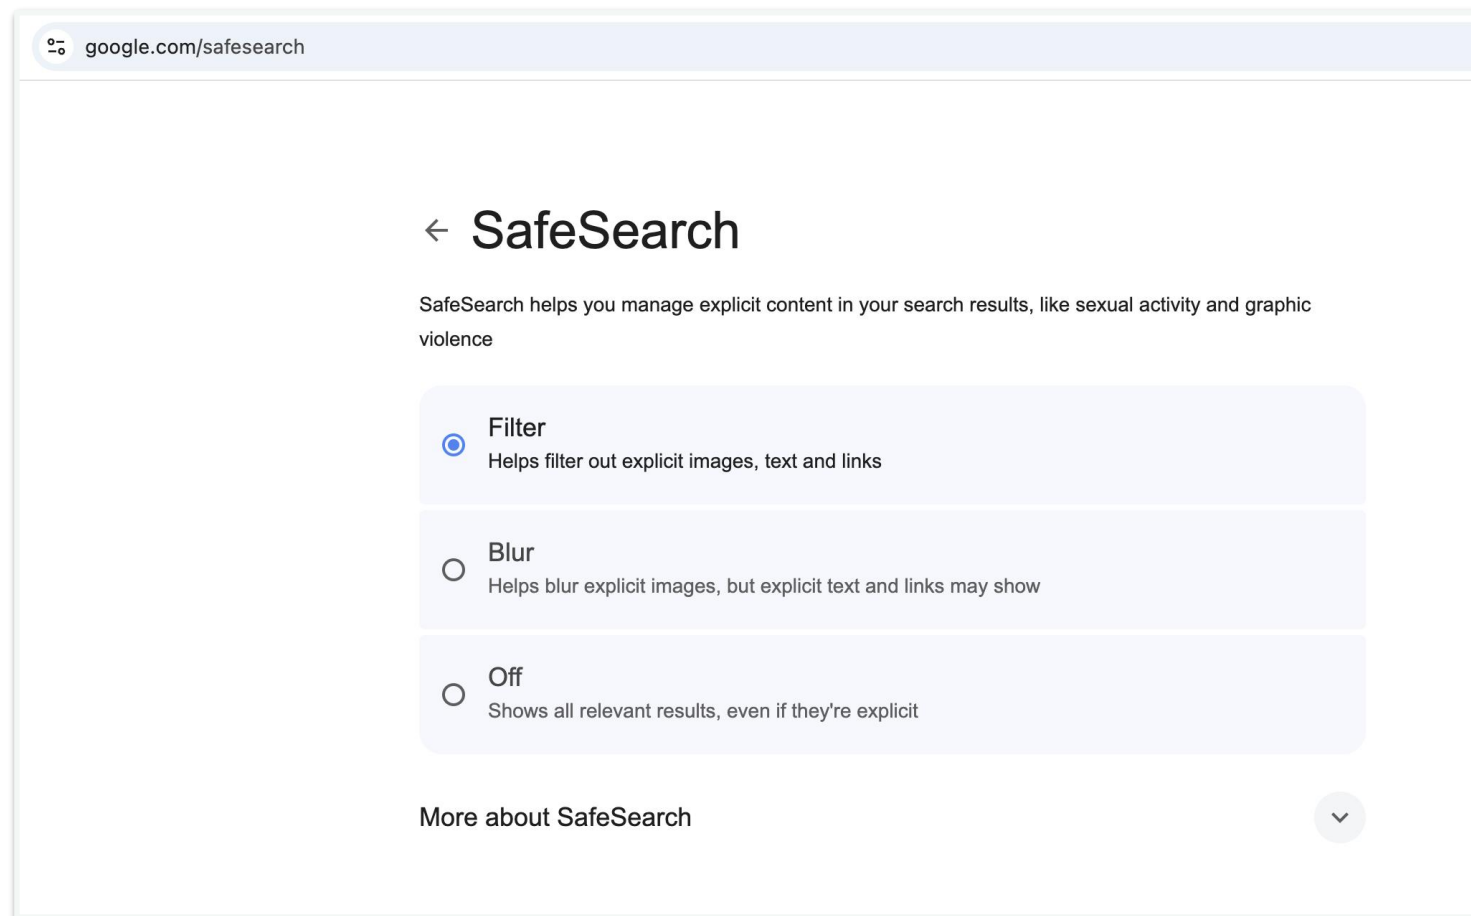 google.com/safesearch
SafeSearch
SafeSearch helps you manage explicit content in your search results, like sexual activity and graphic
violence
Filter
Helps filter out explicit images, text and links
Blur
Helps blur explicit images, but explicit text and links may show
Off
Shows all relevant results, even if they're explicit
More about SafeSearch